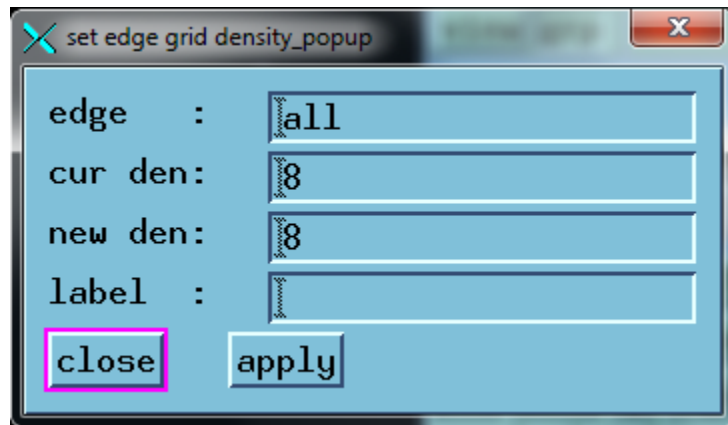 set edge grid density_popup
edge : all
cur den: 8
new den: 8
label :
close apply